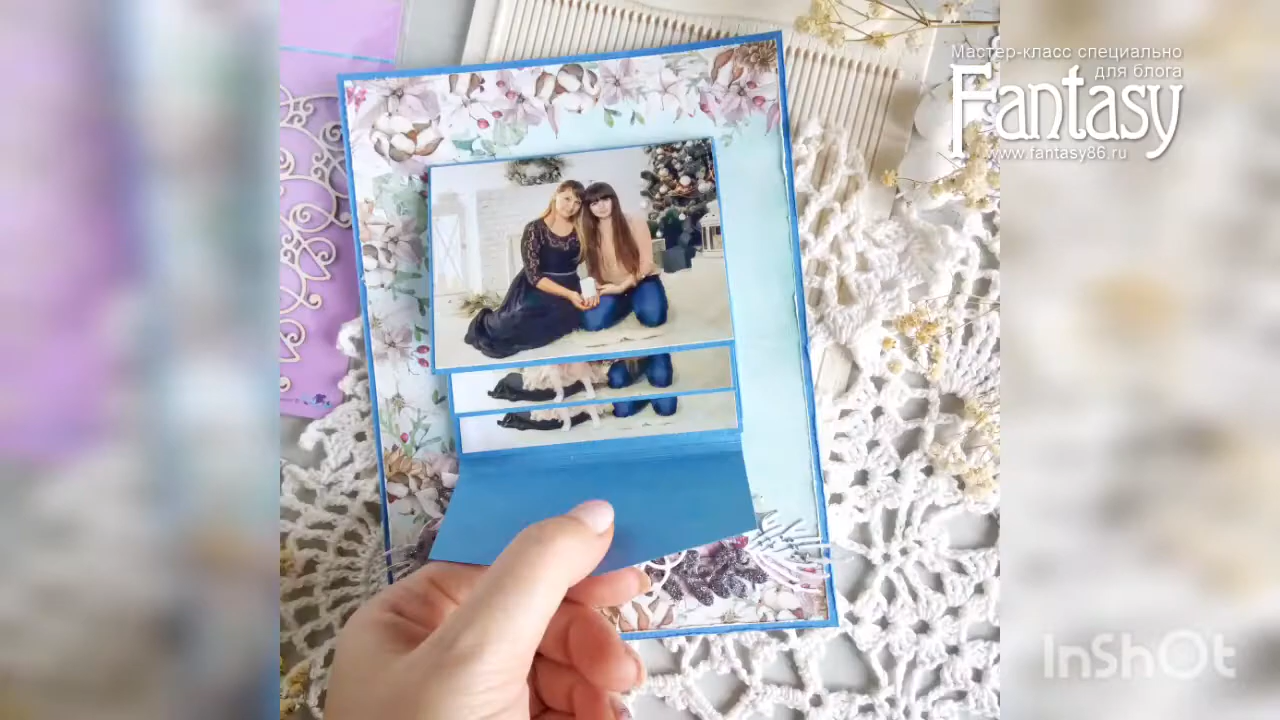 Мастер-класс специально
для блога
Fantasy
www.fantasy86.ru
InShOt